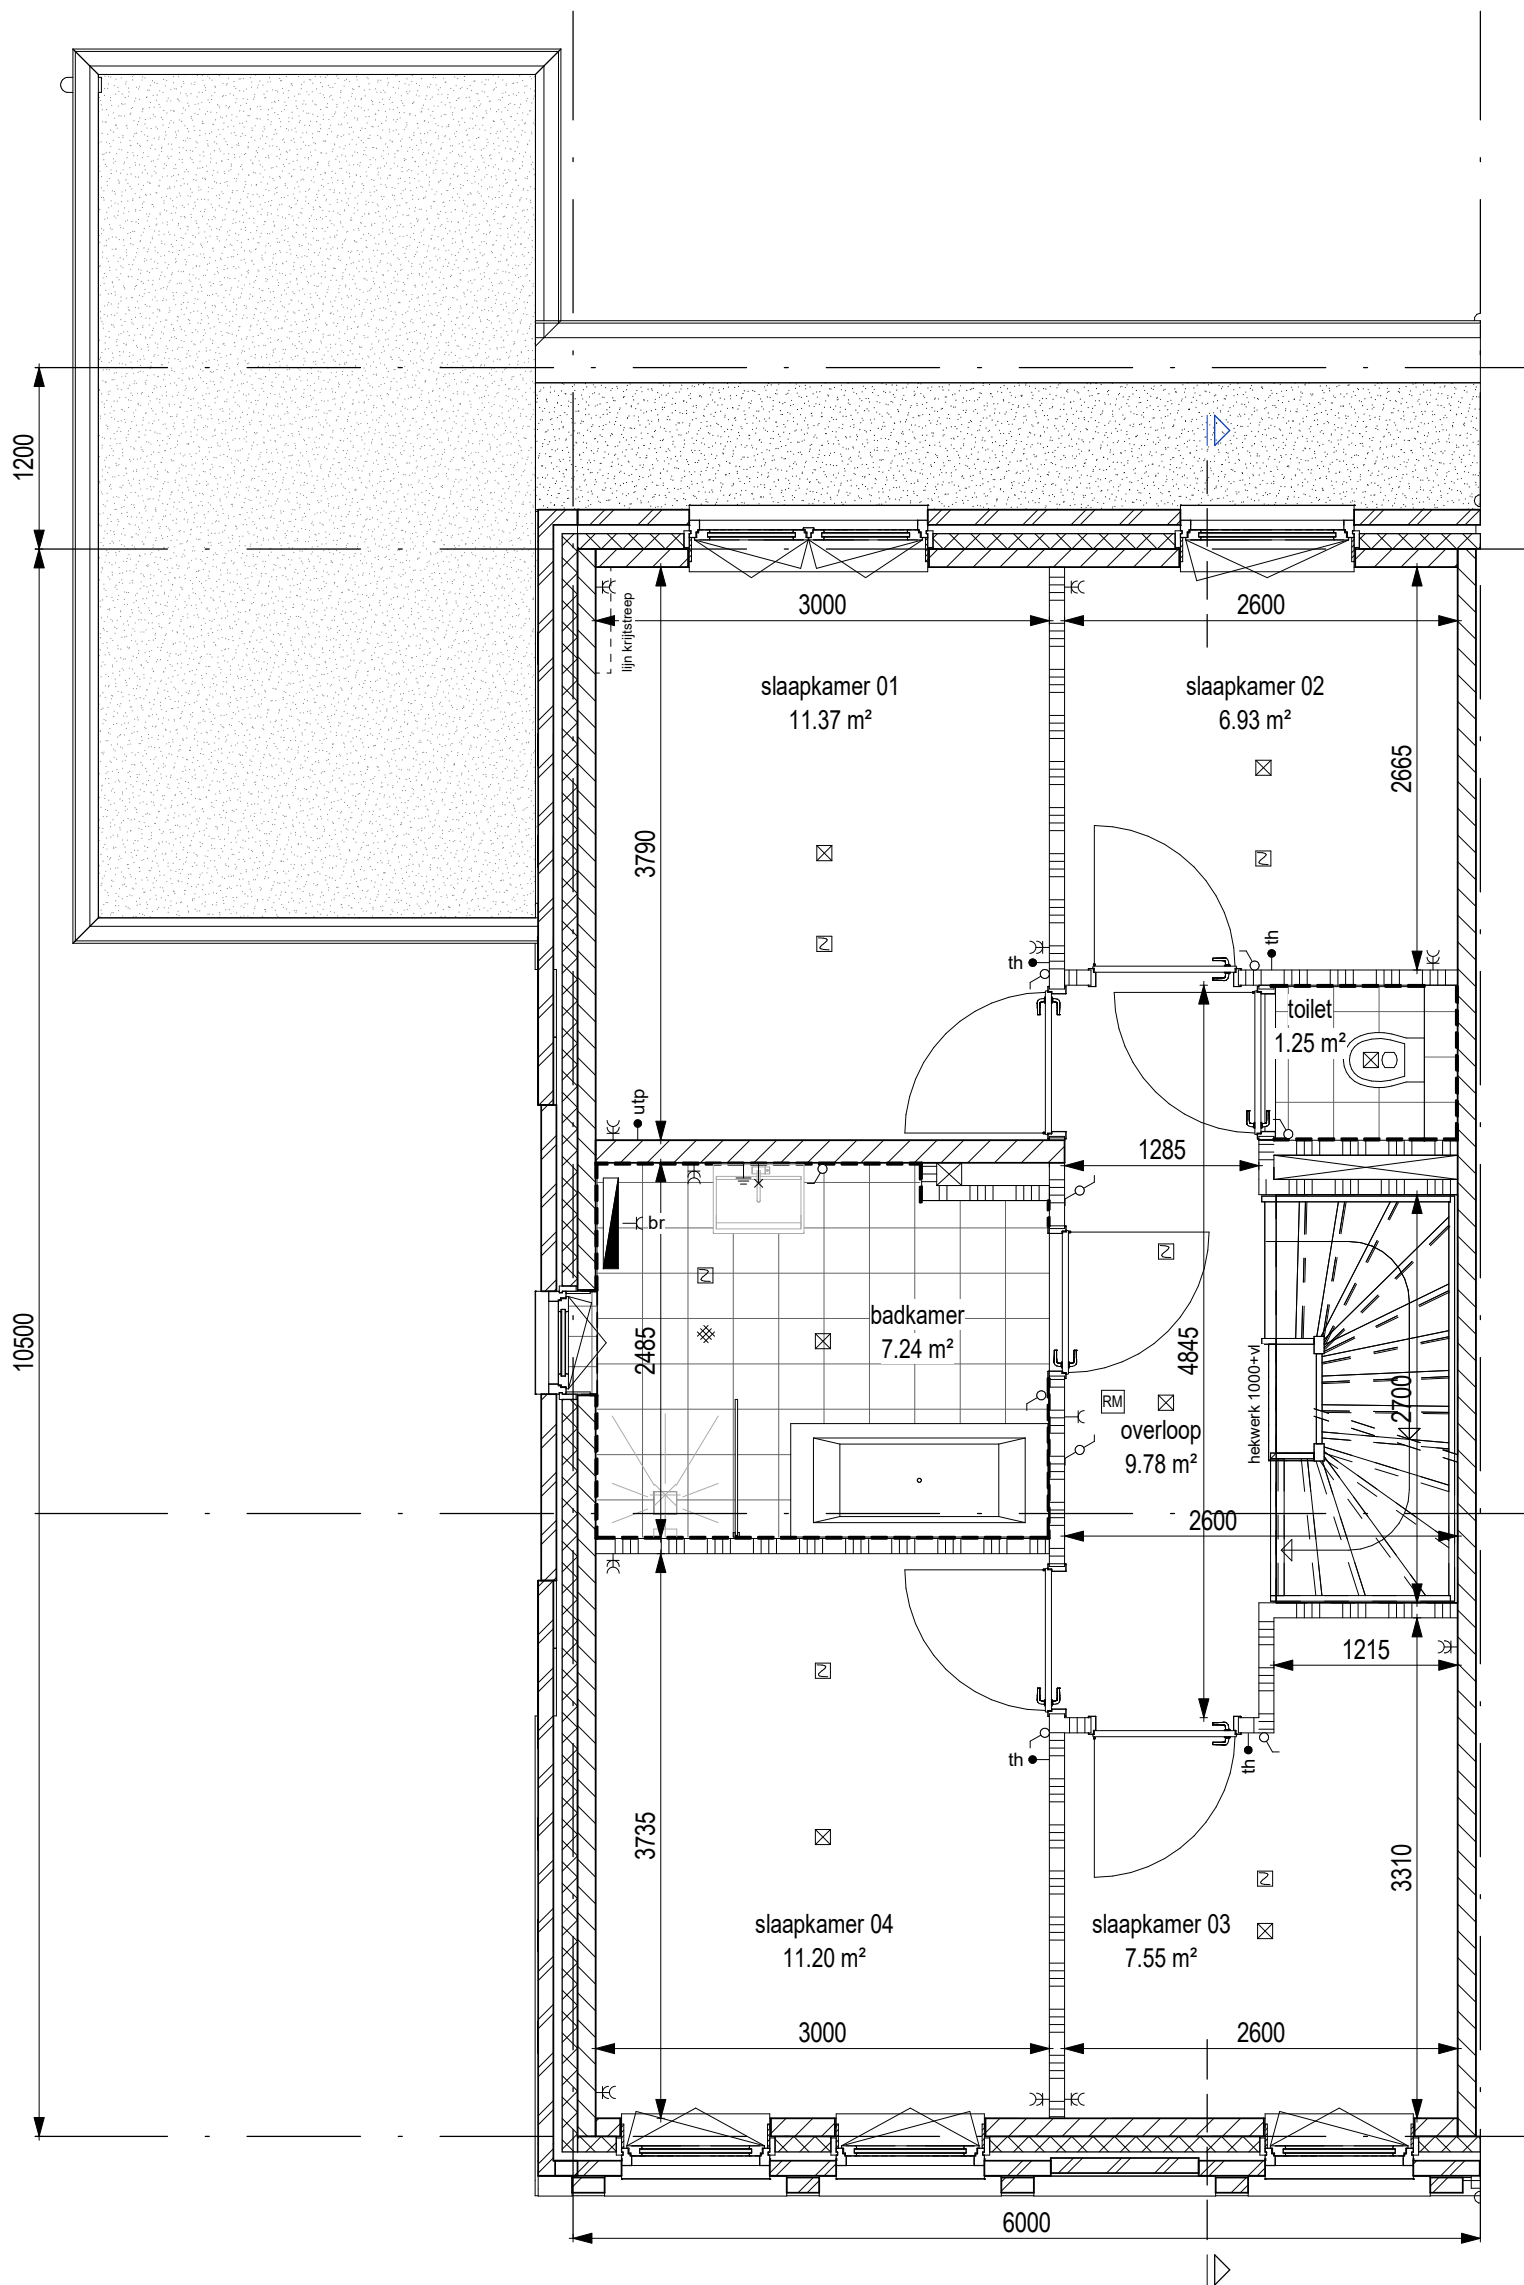 1200
3000
2600
lijn krijtstreep
slaapkamer 01
11.37 m²
slaapkamer 02
6.93 m²
2665
3790
th
th
toilet
1.25 m²
utp
1285
br
10500
2485
badkamer
7.24 m²
4845
hekwerk 1000+vl
2700
RM
overloop
9.78 m²
2600
1215
th
th
3735
3310
slaapkamer 04
11.20 m²
slaapkamer 03
7.55 m²
3000
2600
6000